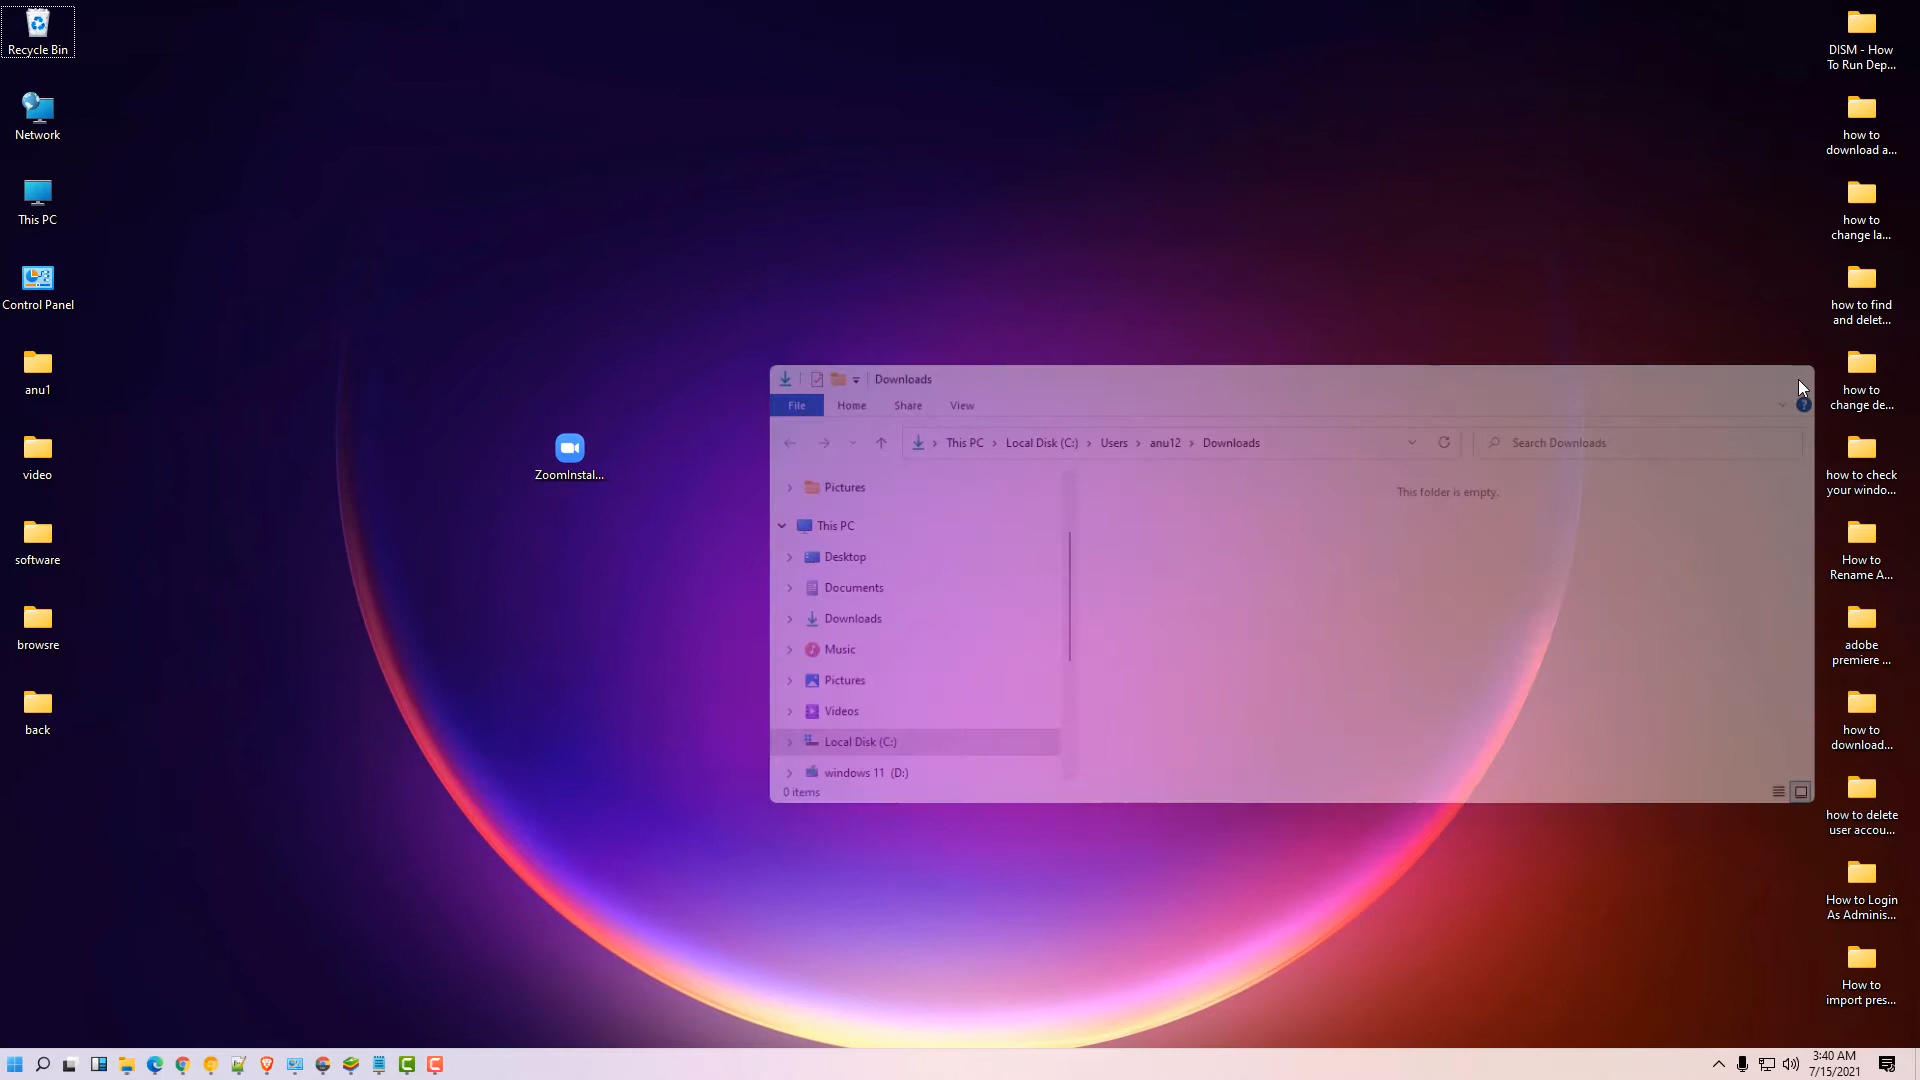 Recycle Bin
Network
This PC
Control Panel
anu1
video
software
browsre
back
ZoomInstal...
Downloads
File Home Share View
This PC Local Disk (C:) Users anu12 Downloads
Search Downloads
Pictures
This PC
Desktop
Documents
Downloads
Music
Pictures
Videos
Local Disk (C:)
windows 11 (D:)
0 items
This folder is empty.
DISM - How
To Run Dep...
how to
download a...
how to
change la...
how to find
and delet...
how to
change de...
how to check
your windo...
How to
Rename A...
adobe
premiere ...
how to
download...
how to delete
user accou...
How to Login
As Adminis...
How to
import pres...
3:40 AM
7/15/2021